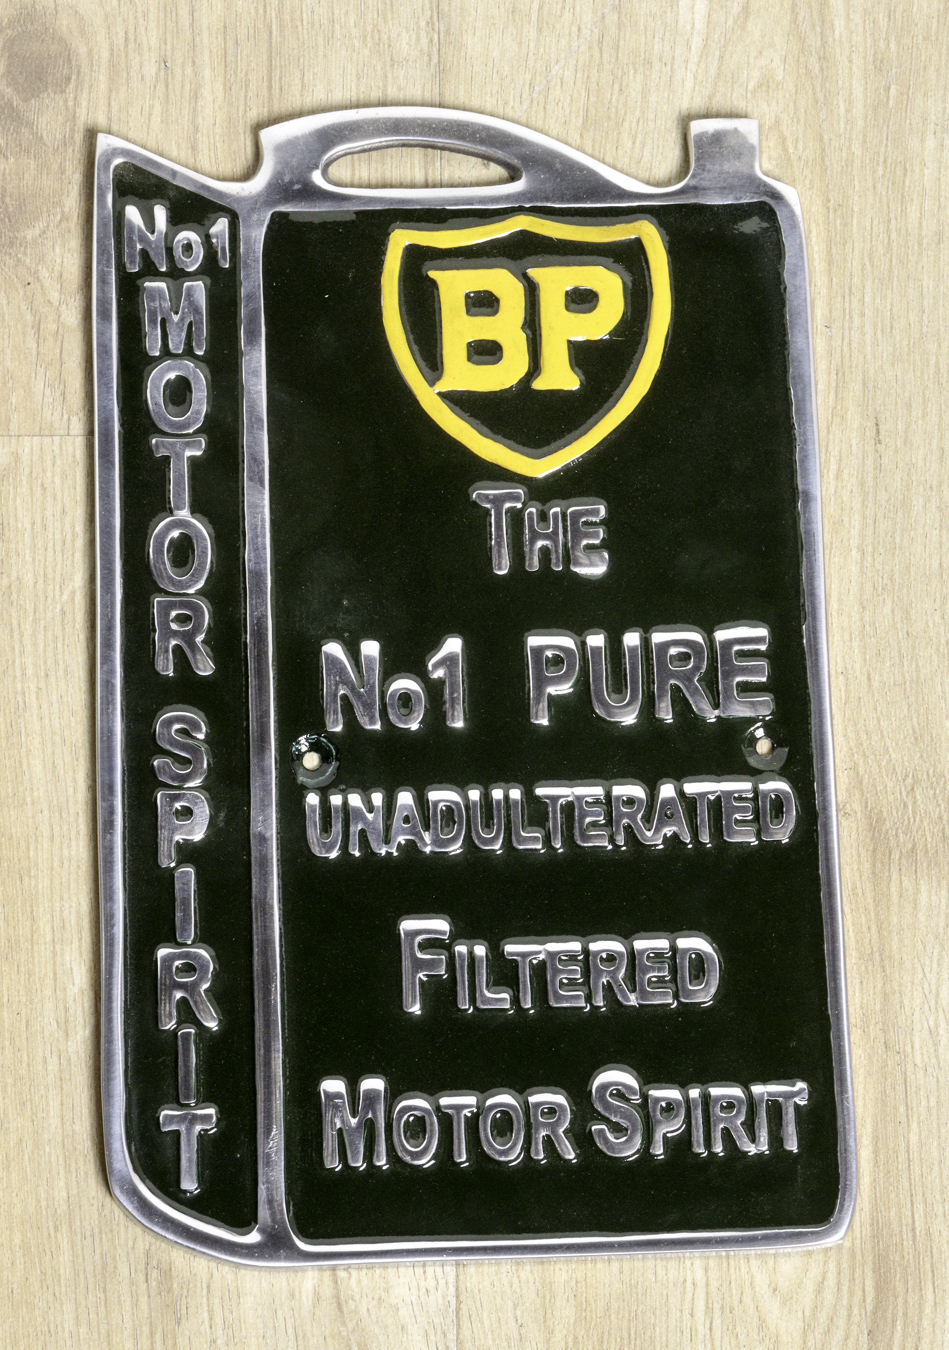 No1
MOTOR
SPIRIT
BP
THE
No1 PURE
UNADULTERATED
FILTERED
MOTOR SPIRIT